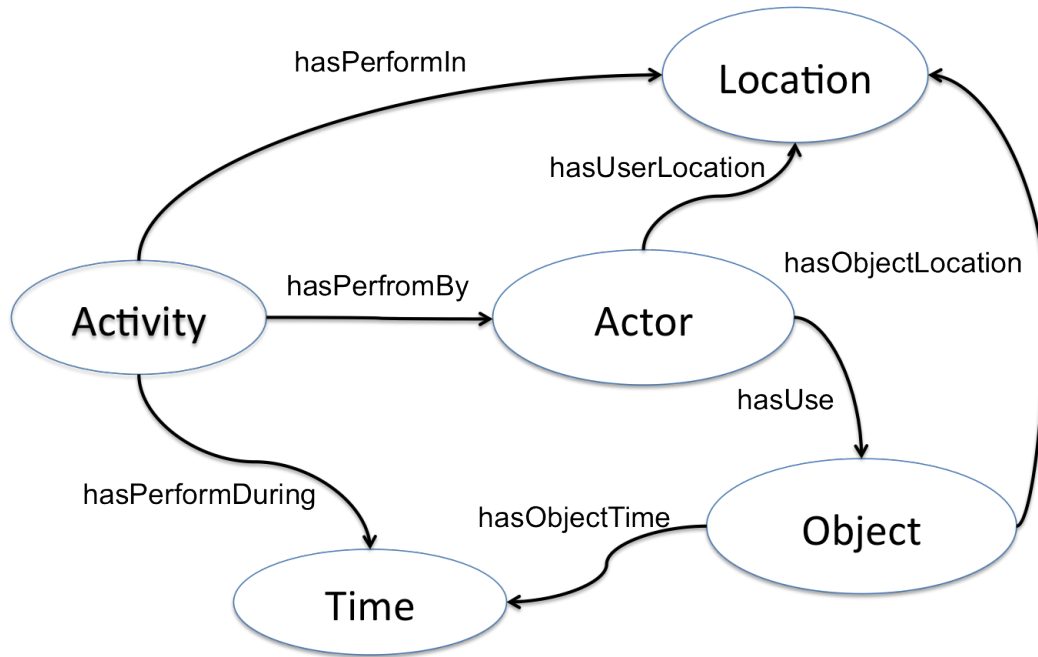 hasPerformIn
Location
hasUserLocation
hasObjectLocation
hasPerfromBy
Activity
Actor
hasUse
hasPerformDuring
hasObjectTime
Object
Time